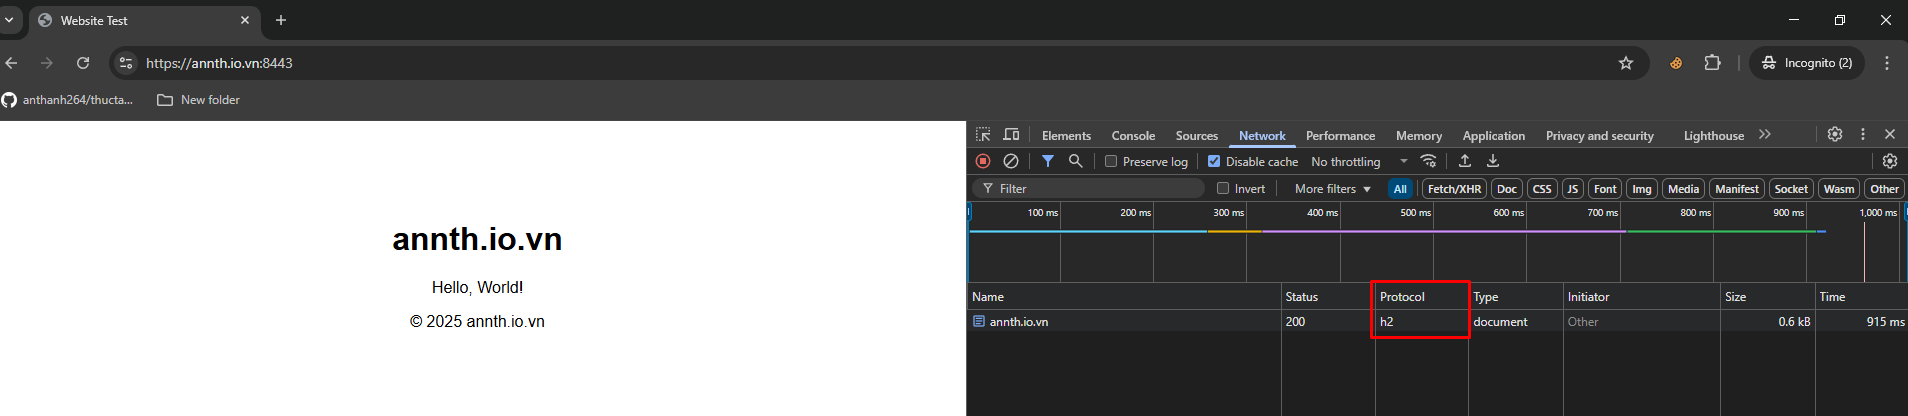 Website Test
https://annth.io.vn:8443
Incognito (2)
anthanh264/thucta...
New folder
annth.io.vn
Hello, World!
© 2025 annth.io.vn
Elements Console Sources Network Performance Memory Application Privacy and security Lighthouse
Preserve log Disable cache No throttling
Filter Invert More filters All Fetch/XHR Doc CSS JS Font Img Media Manifest Socket Wasm Other
100 ms 200 ms 300 ms 400 ms 500 ms 600 ms 700 ms 800 ms 900 ms 1,000 ms
Name Status Protocol Type Initiator Size Time
annth.io.vn 200 h2 document Other 0.6 kB 915 ms